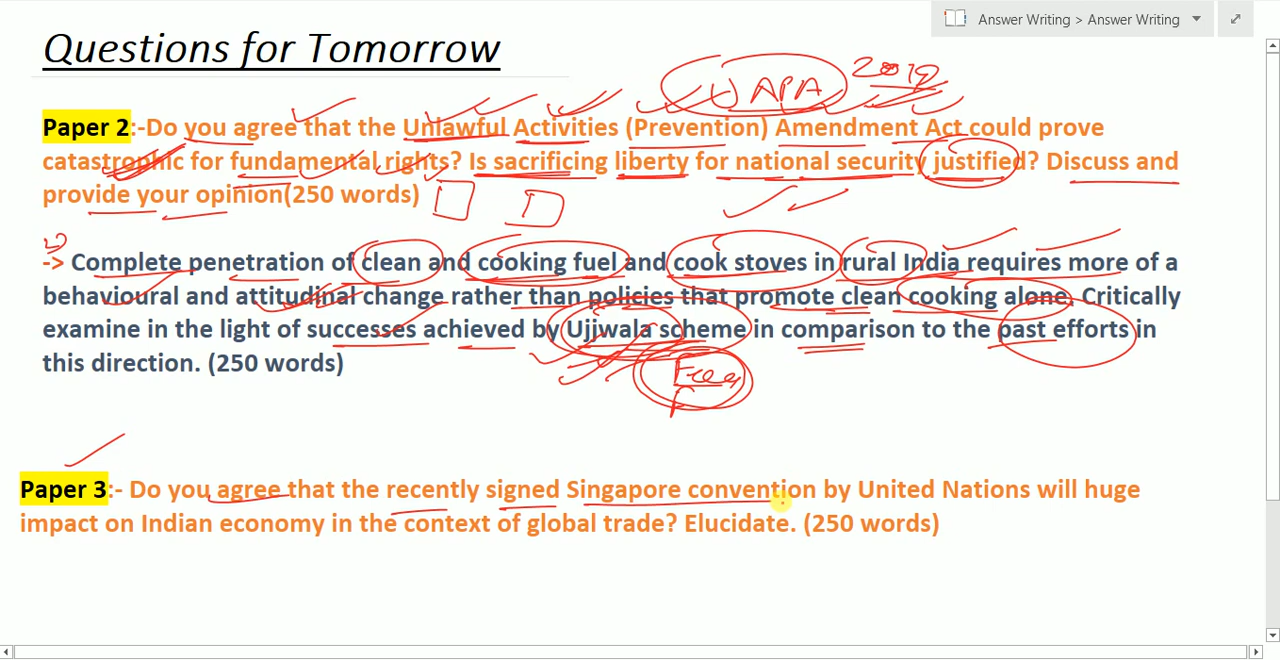 Answer Writing > Answer Writing
Questions for Tomorrow
UAPA 2019
Paper 2:-Do you agree that the Unlawful Activities (Prevention) Amendment Act could prove
catastrophic for fundamental rights? Is sacrificing liberty for national security justified? Discuss and
provide your opinion(250 words)
-> Complete penetration of clean and cooking fuel and cook stoves in rural India requires more of a
behavioural and attitudinal change rather than policies that promote clean cooking alone. Critically
examine in the light of successes achieved by Ujjwala scheme in comparison to the past efforts in
this direction. (250 words)
Paper 3:- Do you agree that the recently signed Singapore convention by United Nations will huge
impact on Indian economy in the context of global trade? Elucidate. (250 words)